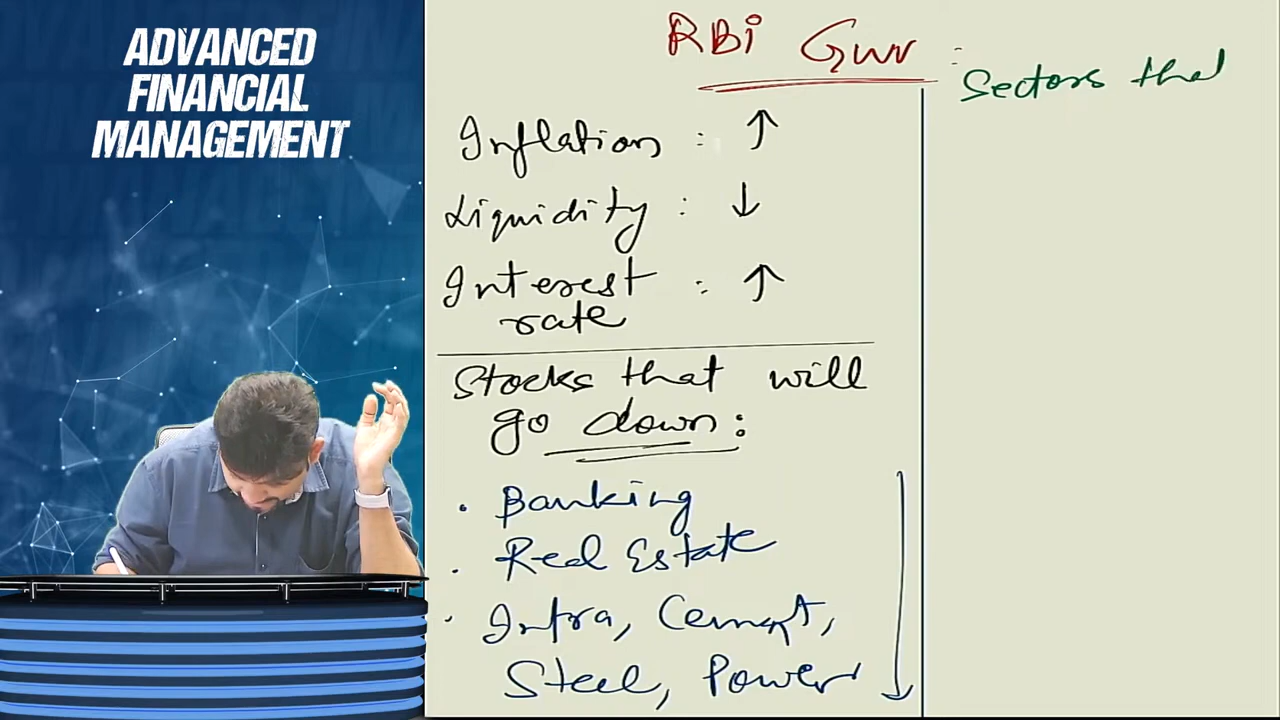 ADVANCED
FINANCIAL
MANAGEMENT
RBi Guv :
Inflation : ↑
Liquidity : ↓
Interest : ↑
rate
Stocks that will
go down :
• Banking
• Real Estate
• Infra, Cement,
Steel, Power
Sectors that